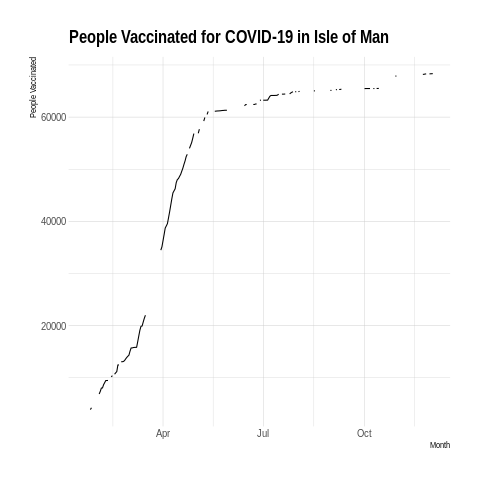 People Vaccinated for COVID-19 in Isle of Man
People Vaccinated
60000
40000
20000
Apr
Jul
Oct
Month